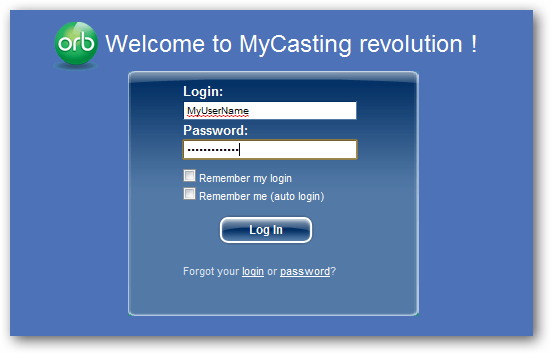 orb Welcome to MyCasting revolution !
Login:
MyUserName
Password:
•••••••••••••
Remember my login
Remember me (auto login)
Log In
Forgot your login or password?